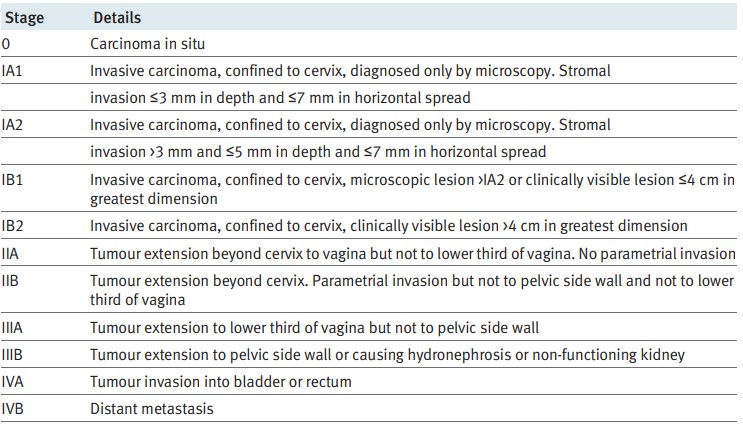 Stage Details
0 Carcinoma in situ
IA1 Invasive carcinoma, confined to cervix, diagnosed only by microscopy. Stromal
invasion ≤3 mm in depth and ≤7 mm in horizontal spread
IA2 Invasive carcinoma, confined to cervix, diagnosed only by microscopy. Stromal
invasion >3 mm and ≤5 mm in depth and ≤7 mm in horizontal spread
IB1 Invasive carcinoma, confined to cervix, microscopic lesion >IA2 or clinically visible lesion ≤4 cm in
greatest dimension
IB2 Invasive carcinoma, confined to cervix, clinically visible lesion >4 cm in greatest dimension
IIA Tumour extension beyond cervix to vagina but not to lower third of vagina. No parametrial invasion
IIB Tumour extension beyond cervix. Parametrial invasion but not to pelvic side wall and not to lower
third of vagina
IIIA Tumour extension to lower third of vagina but not to pelvic side wall
IIIB Tumour extension to pelvic side wall or causing hydronephrosis or non-functioning kidney
IVA Tumour invasion into bladder or rectum
IVB Distant metastasis